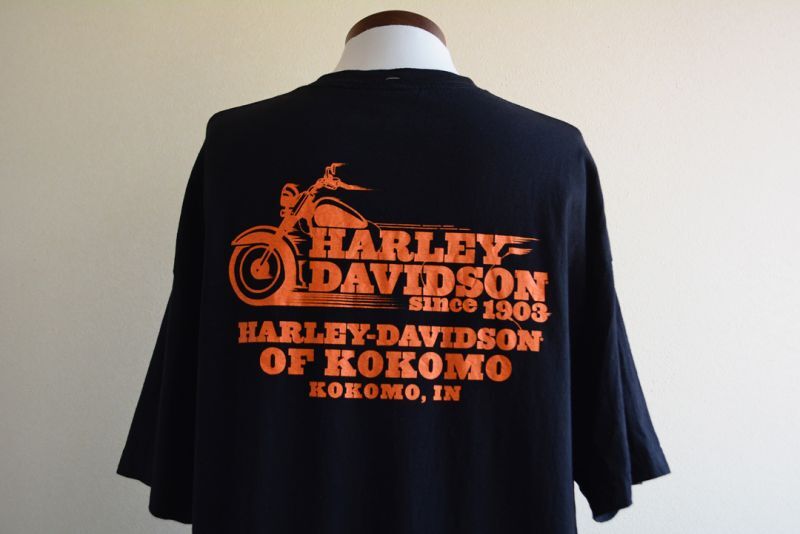 HARLEY
DAVIDSON
since 1903
HARLEY-DAVIDSON
OF KOKOMO
KOKOMO, IN